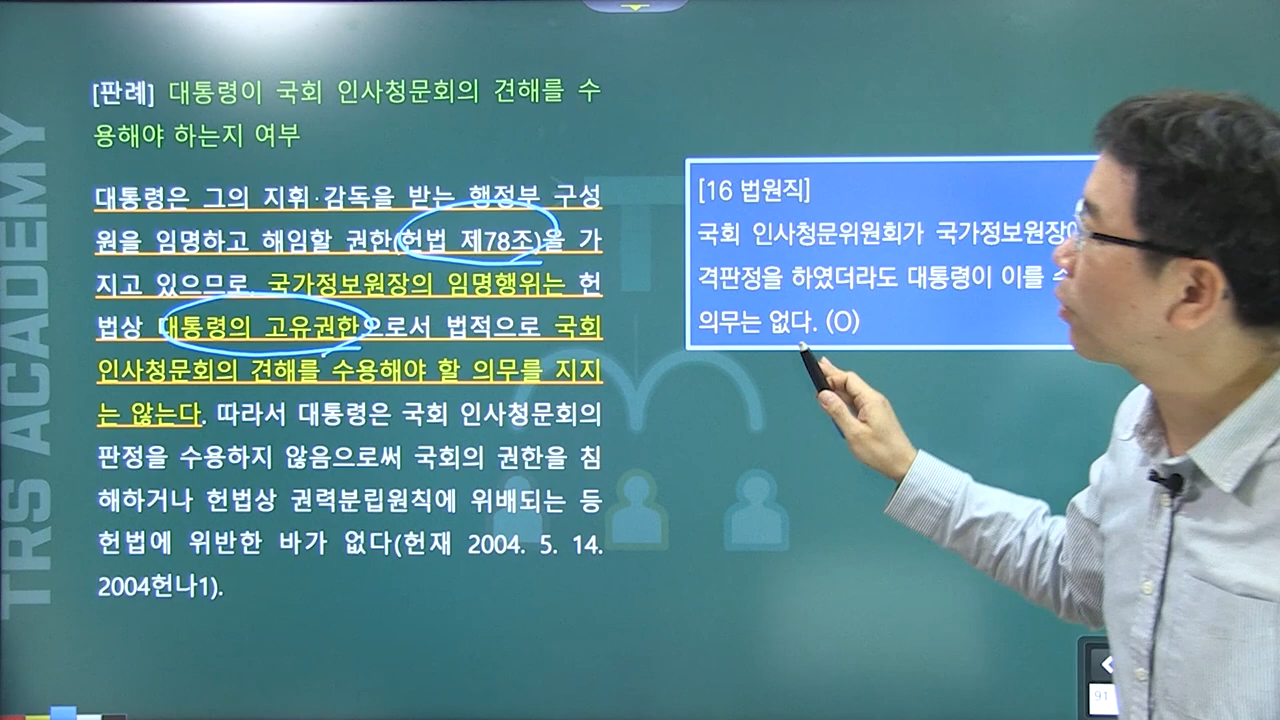 [판례] 대통령이 국회 인사청문회의 견해를 수
용해야 하는지 여부
대통령은 그의 지휘·감독을 받는 행정부 구성
원을 임명하고 해임할 권한(헌법 제78조)을 가
지고 있으므로, 국가정보원장의 임명행위는 헌
법상 대통령의 고유권한으로서 법적으로 국회
인사청문회의 견해를 수용해야 할 의무를 지지
는 않는다. 따라서 대통령은 국회 인사청문회의
판정을 수용하지 않음으로써 국회의 권한을 침
해하거나 헌법상 권력분립원칙에 위배되는 등
헌법에 위반한 바가 없다(헌재 2004. 5. 14.
2004헌나1).
[16 법원직]
국회 인사청문위원회가 국가정보원장에
격판정을 하였더라도 대통령이 이를
의무는 없다. (O)
TRS ACADEMY
91